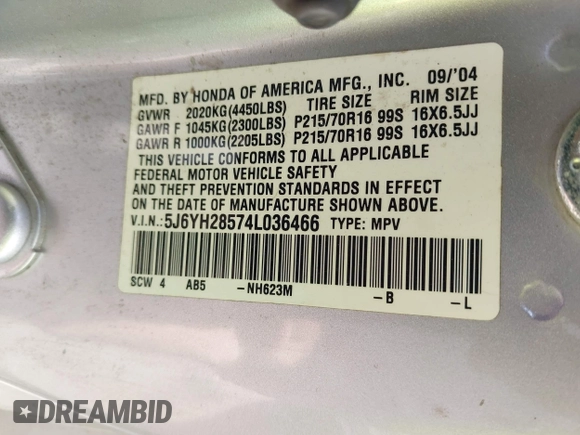 MFD. BY HONDA OF AMERICA MFG., INC. 09/'04
GVWR 2020KG(4450LBS) TIRE SIZE RIM SIZE
GAWR F 1045KG(2300LBS) P215/70R16 99S 16X6.5JJ
GAWR R 1000KG(2205LBS) P215/70R16 99S 16X6.5JJ
THIS VEHICLE CONFORMS TO ALL APPLICABLE
FEDERAL MOTOR VEHICLE SAFETY
AND THEFT PREVENTION STANDARDS IN EFFECT
ON THE DATE OF MANUFACTURE SHOWN ABOVE.
V.I.N.:5J6YH28574L036466 TYPE: MPV
SCW 4 AB5 -NH623M -B -L
DREAMBID